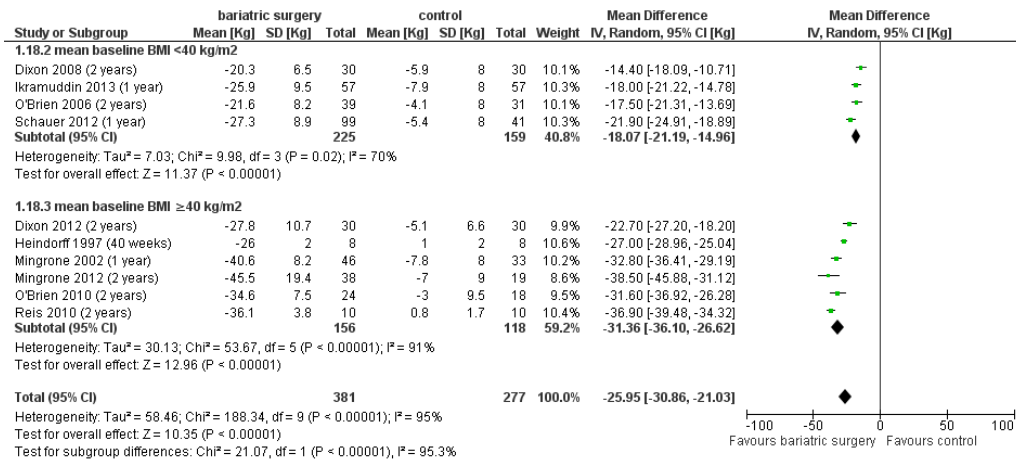 bariatric surgery control Mean Difference Mean Difference
Study or Subgroup Mean [Kg] SD [Kg] Total Mean [Kg] SD [Kg] Total Weight IV, Random, 95% CI [Kg] IV, Random, 95% CI [Kg]
1.18.2 mean baseline BMI <40 kg/m2
Dixon 2008 (2 years) -20.3 6.5 30 -5.9 8 30 10.1% -14.40 [-18.09, -10.71]
Ikramuddin 2013 (1 year) -25.9 9.5 57 -7.9 8 57 10.3% -18.00 [-21.22, -14.78]
O'Brien 2006 (2 years) -21.6 8.2 39 -4.1 8 31 10.1% -17.50 [-21.31, -13.69]
Schauer 2012 (1 year) -27.3 8.9 99 -5.4 8 41 10.3% -21.90 [-24.91, -18.89]
Subtotal (95% CI) 225 159 40.8% -18.07 [-21.19, -14.96]
Heterogeneity: Tau² = 7.03; Chi² = 9.98, df = 3 (P = 0.02); I² = 70%
Test for overall effect: Z = 11.37 (P < 0.00001)
1.18.3 mean baseline BMI ≥40 kg/m2
Dixon 2012 (2 years) -27.8 10.7 30 -5.1 6.6 30 9.9% -22.70 [-27.20, -18.20]
Heindorff 1997 (40 weeks) -26 2 8 1 2 8 10.6% -27.00 [-28.96, -25.04]
Mingrone 2002 (1 year) -40.6 8.2 46 -7.8 8 33 10.2% -32.80 [-36.41, -29.19]
Mingrone 2012 (2 years) -45.5 19.4 38 -7 9 19 8.6% -38.50 [-45.88, -31.12]
O'Brien 2010 (2 years) -34.6 7.5 24 -3 9.5 18 9.5% -31.60 [-36.92, -26.28]
Reis 2010 (2 years) -36.1 3.8 10 0.8 1.7 10 10.4% -36.90 [-39.48, -34.32]
Subtotal (95% CI) 156 118 59.2% -31.36 [-36.10, -26.62]
Heterogeneity: Tau² = 30.13; Chi² = 53.67, df = 5 (P < 0.00001); I² = 91%
Test for overall effect: Z = 12.96 (P < 0.00001)
Total (95% CI) 381 277 100.0% -25.95 [-30.86, -21.03]
Heterogeneity: Tau² = 58.46; Chi² = 188.34, df = 9 (P < 0.00001); I² = 95%
Test for overall effect: Z = 10.35 (P < 0.00001)
Test for subgroup differences: Chi² = 21.07, df = 1 (P < 0.00001), I² = 95.3%
-100 -50 0 50 100
Favours bariatric surgery Favours control